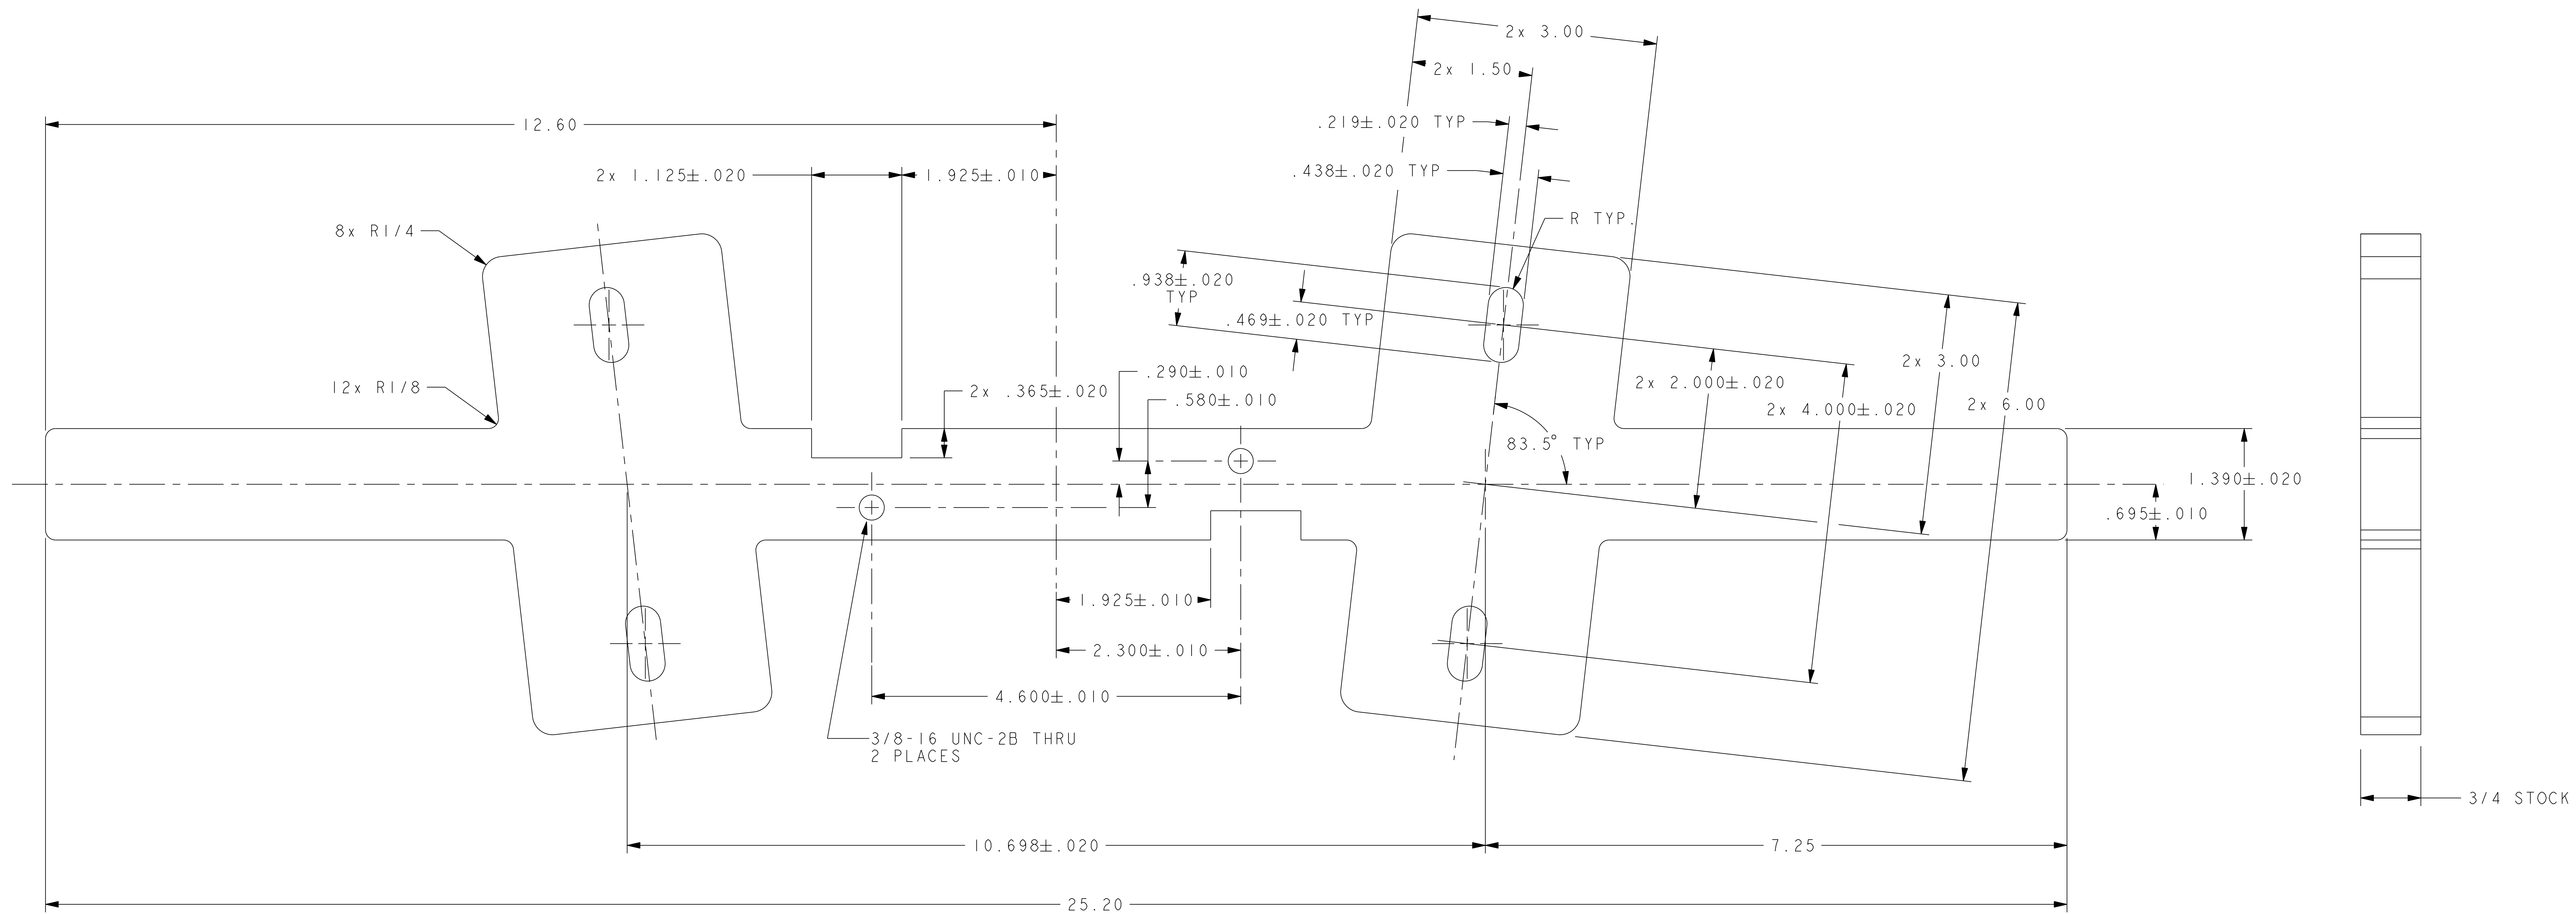 2x 3.00
2x 1.50
12.60
.219±.020 TYP
.438±.020 TYP
2x 1.125±.020
1.925±.010
R TYP.
8x R1/4
.938±.020
TYP
.469±.020 TYP
2x 3.00
.290±.010
2x 2.000±.020
12x R1/8
2x .365±.020
.580±.010
2x 4.000±.020
2x 6.00
83.5° TYP
1.390±.020
.695±.010
1.925±.010
2.300±.010
4.600±.010
3/8-16 UNC-2B THRU
2 PLACES
3/4 STOCK
10.698±.020
7.25
25.20